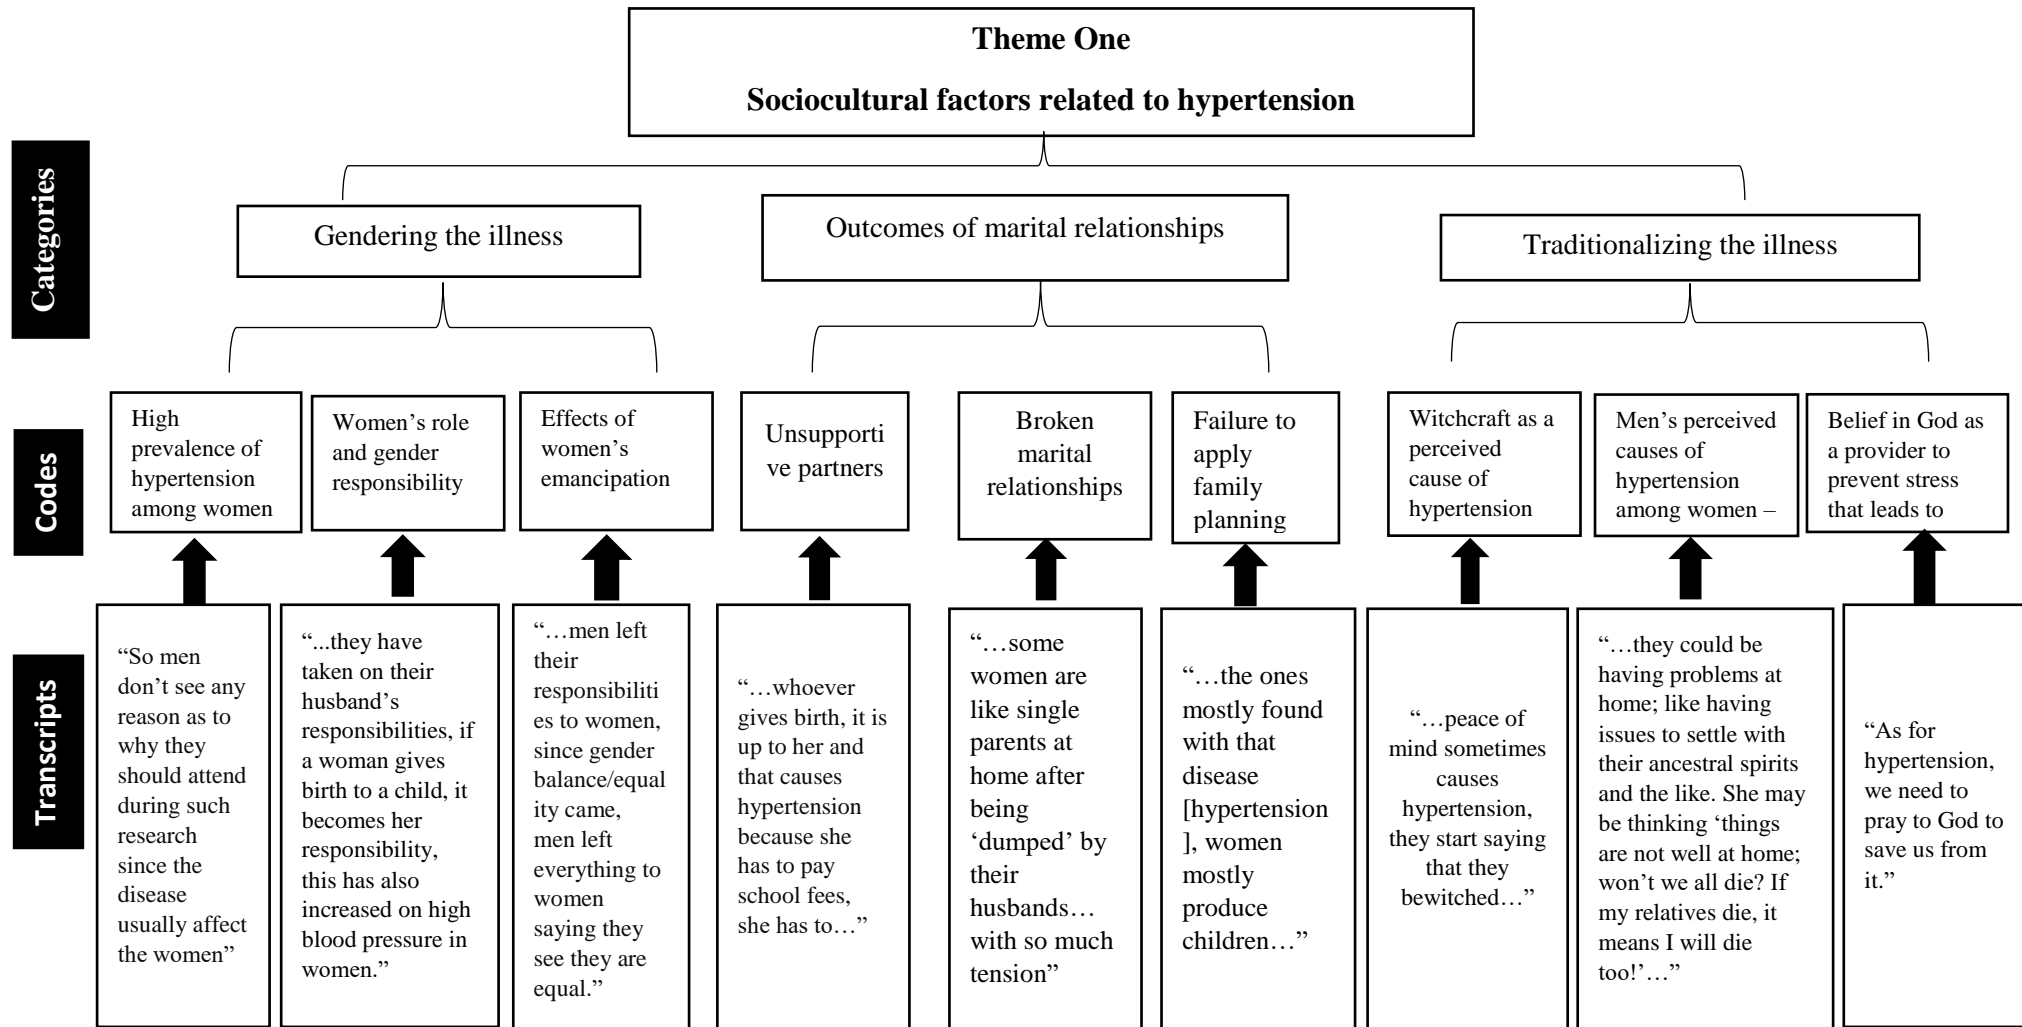 Theme One
Sociocultural factors related to hypertension
Categories
Gendering the illness
Outcomes of marital relationships
Traditionalizing the illness
Codes
High
prevalence of
hypertension
among women
Women’s role
and gender
responsibility
Effects of
women’s
emancipation
Unsupporti
ve partners
Broken
marital
relationships
Failure to
apply
family
planning
Witchcraft as a
perceived
cause of
hypertension
Men’s perceived
causes of
hypertension
among women –
Belief in God as
a provider to
prevent stress
that leads to
Transcripts
“So men
don’t see any
reason as to
why they
should attend
during such
research
since the
disease
usually affect
the women”
“...they have
taken on their
husband’s
responsibilities, if
a woman gives
birth to a child, it
becomes her
responsibility,
this has also
increased on high
blood pressure in
women.”
“…men left
their
responsibiliti
es to women,
since gender
balance/equal
ity came,
men left
everything to
women
saying they
see they are
equal.”
“…whoever
gives birth, it is
up to her and
that causes
hypertension
because she
has to pay
school fees,
she has to…”
“…some
women are
like single
parents at
home after
being
‘dumped’ by
their
husbands…
with so much
tension”
“…the ones
mostly found
with that
disease
[hypertension
], women
mostly
produce
children…”
“…peace of
mind sometimes
causes
hypertension,
they start saying
that they
bewitched…”
“…they could be
having problems at
home; like having
issues to settle with
their ancestral spirits
and the like. She may
be thinking ‘things
are not well at home;
won’t we all die? If
my relatives die, it
means I will die
too!’…”
“As for
hypertension,
we need to
pray to God to
save us from
it.”